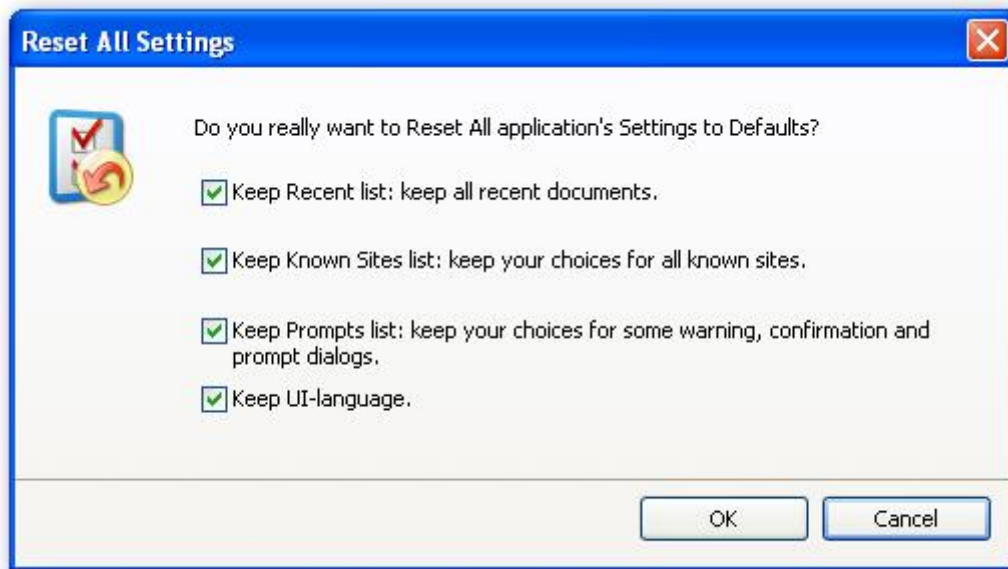 Reset All Settings
Do you really want to Reset All application's Settings to Defaults?
Keep Recent list: keep all recent documents.
Keep Known Sites list: keep your choices for all known sites.
Keep Prompts list: keep your choices for some warning, confirmation and
prompt dialogs.
Keep UI-language.
OK
Cancel